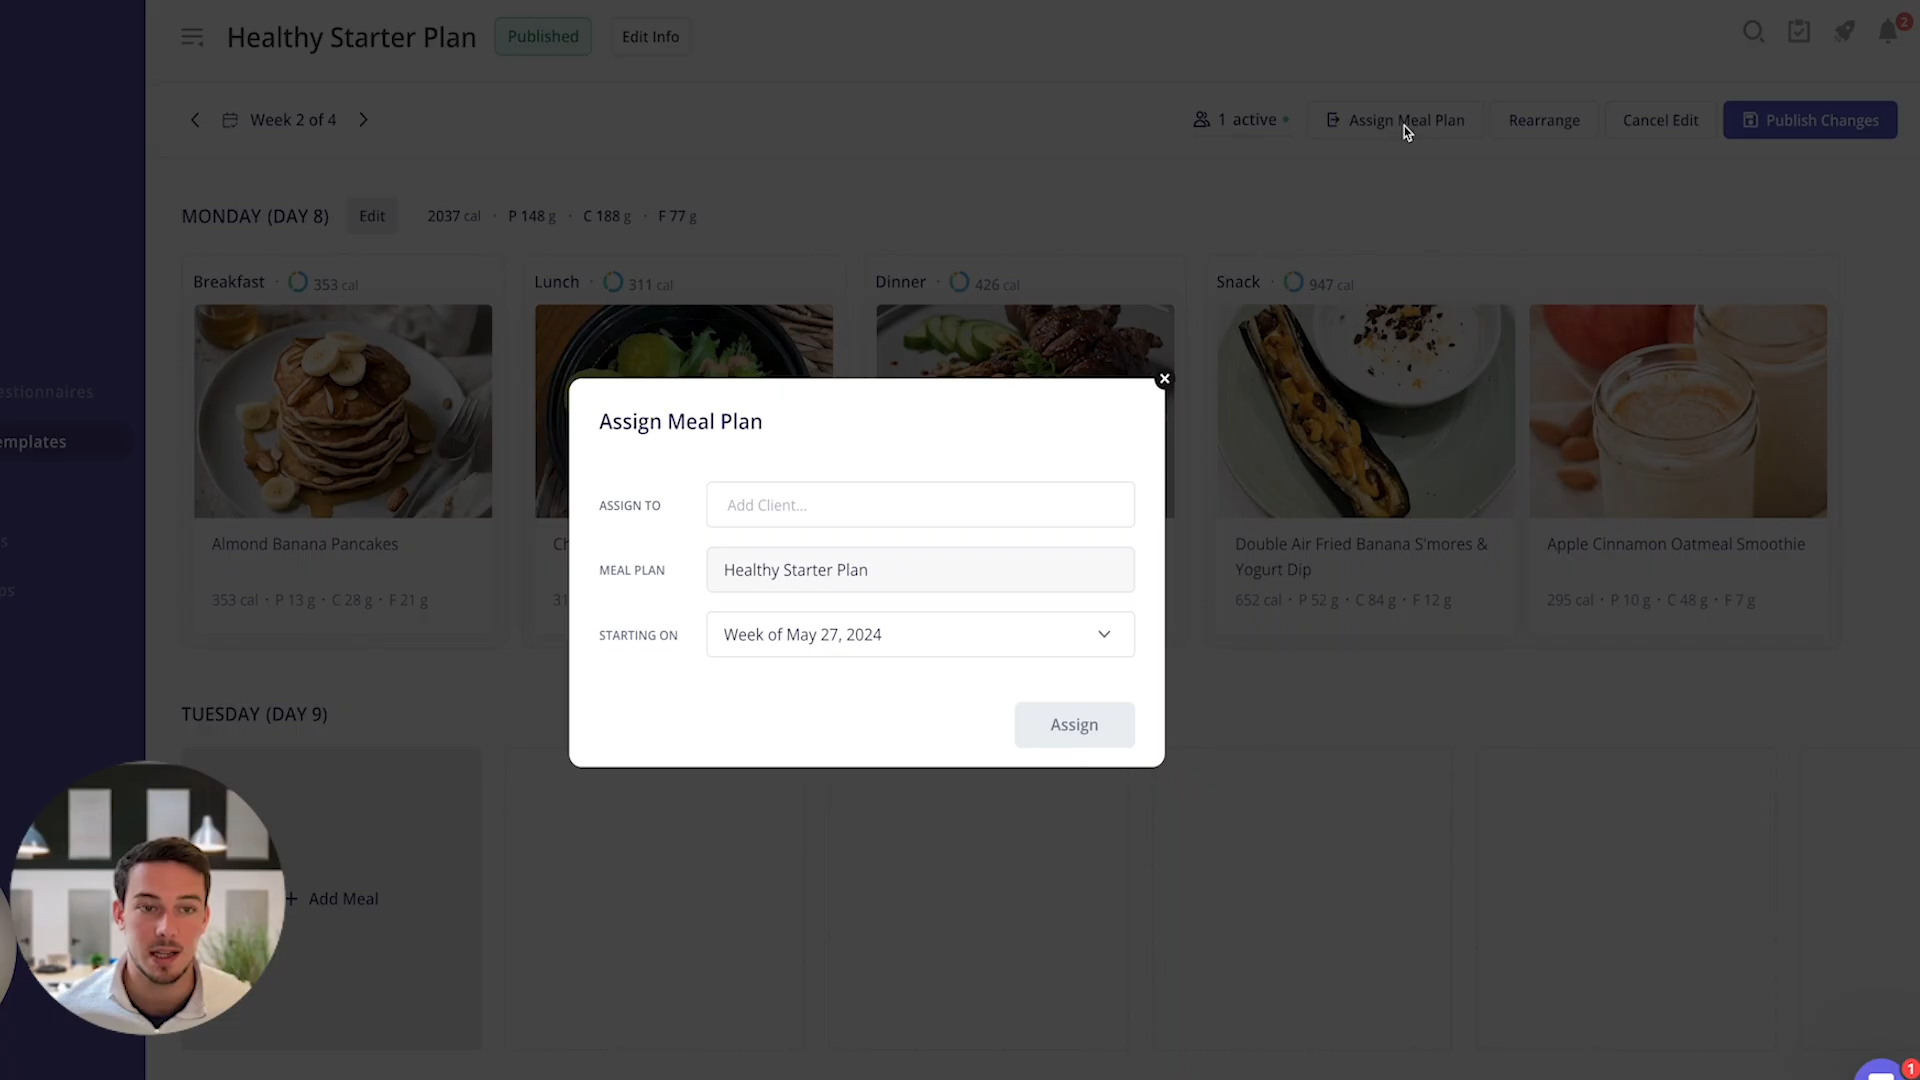 Healthy Starter Plan Published Edit Info 2
Week 2 of 4 1 active Assign Meal Plan Rearrange Cancel Edit Publish Changes
MONDAY (DAY 8) Edit 2037 cal · P 148 g · C 188 g · F 77 g
Breakfast · 353 cal Lunch · 311 cal Dinner · 426 cal Snack · 947 cal
estionnaires
emplates
s
ps
Almond Banana Pancakes
353 cal • P 13 g • C 28 g • F 21 g
Ch
31
Double Air Fried Banana S'mores &
Yogurt Dip
652 cal • P 52 g • C 84 g • F 12 g
Apple Cinnamon Oatmeal Smoothie
295 cal • P 10 g • C 48 g • F 7 g
Assign Meal Plan
ASSIGN TO Add Client...
MEAL PLAN Healthy Starter Plan
STARTING ON Week of May 27, 2024
Assign
TUESDAY (DAY 9)
+ Add Meal
1